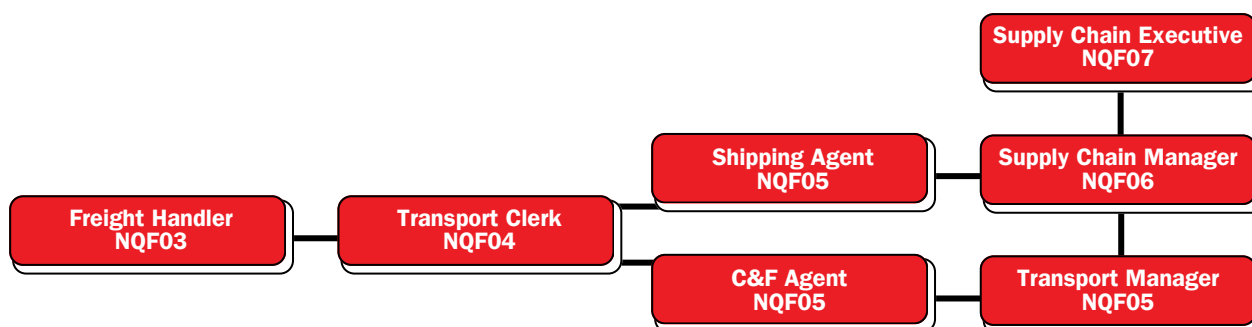 Supply Chain Executive
NQF07
Shipping Agent
NQF05
Supply Chain Manager
NQF06
Freight Handler
NQF03
Transport Clerk
NQF04
C&F Agent
NQF05
Transport Manager
NQF05